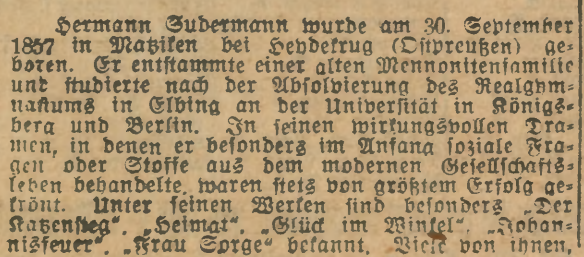 Hermann Sudermann wurde am 30. September
1857 in Matziken bei Heydekrug (Ostpreußen) ge-
boren. Er entstammte einer alten Mennonitenfamilie
und studierte nach der Absolvierung des Realgym-
nasiums in Elbing an der Universität in Königs-
berg und Berlin. In seinen wirkungsvollen Dra-
men, in denen er besonders im Anfang soziale Fra-
gen oder Stoffe aus dem modernen Gesellschafts-
leben behandelte, waren stets von größtem Erfolg ge-
krönt. Unter seinen Werken sind besonders „Der
Katzensteg“, „Heimat“, „Glück im Winkel“, „Johan-
nisfeuer“, „Frau Sorge“ bekannt. Viele von ihnen,